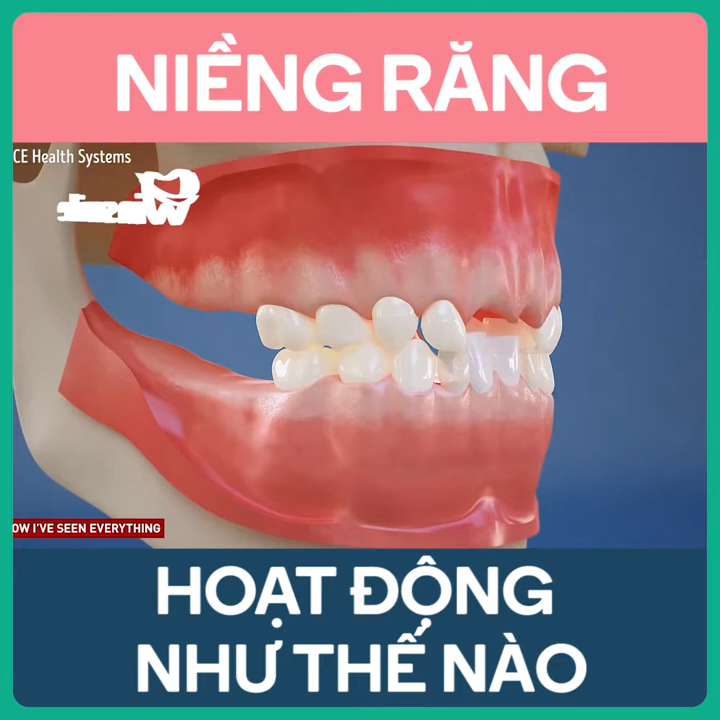 NIỀNG RĂNG
CE Health Systems
OW I'VE SEEN EVERYTHING
HOẠT ĐỘNG
NHƯ THẾ NÀO